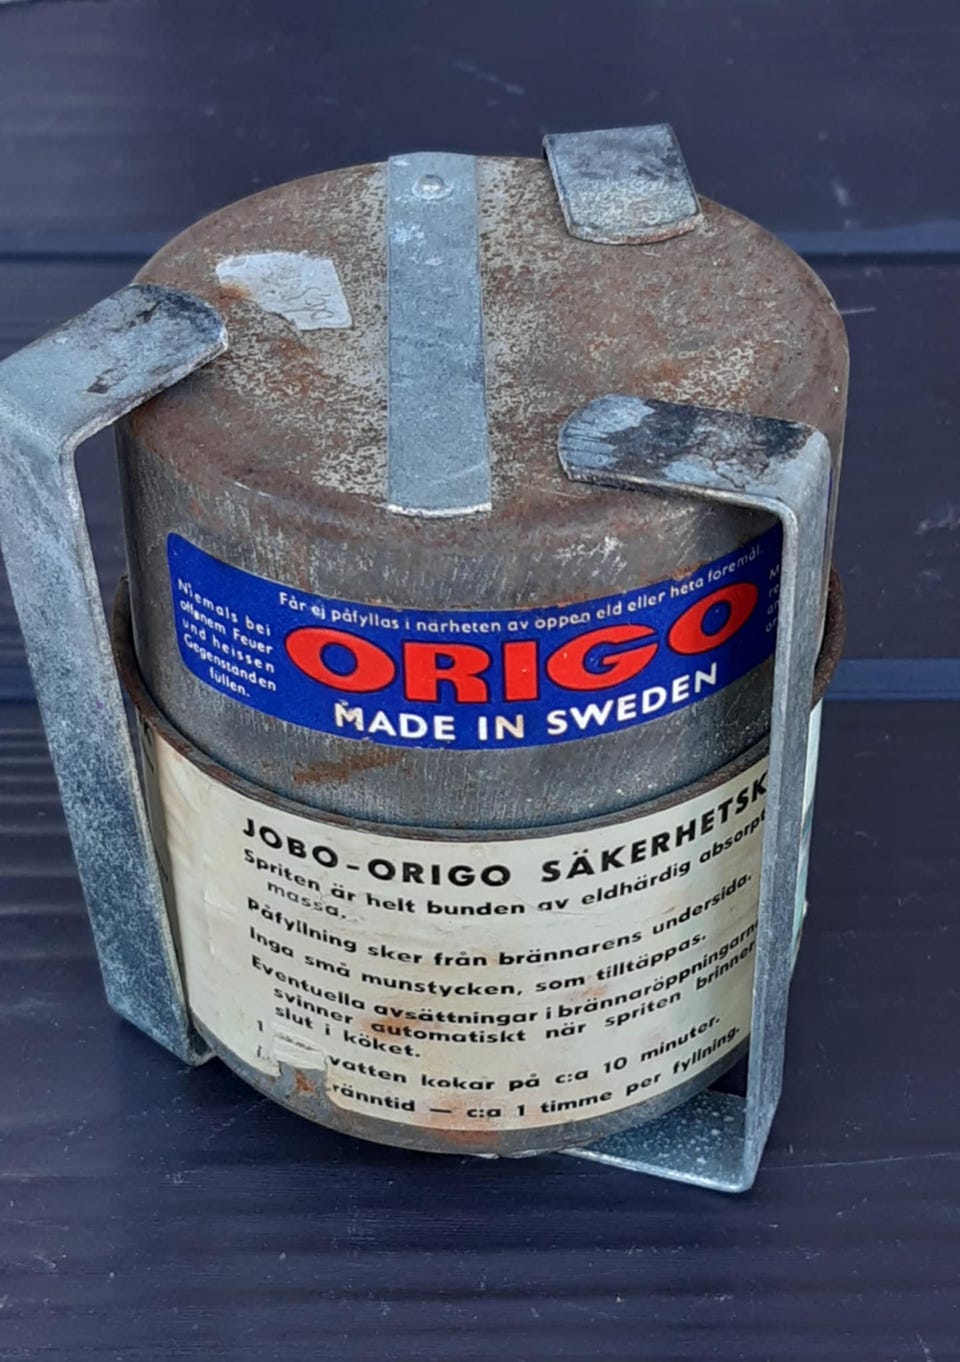 Niemals bei
offenem Feuer
und heissen
Gegenständen
füllen.
Får ej påfyllas i närheten av öppen eld eller heta föremål.
ORIGO
MADE IN SWEDEN
JOBO-ORIGO SÄKERHETSK
Spriten är helt bunden av eldhärdig absorpt
massa.
Påfyllning sker från brännarens undersida.
Inga små munstycken, som tilltäppas.
Eventuella avsättningar i brännaröppningarn
svinner automatiskt när spriten brinner
slut i köket.
1 vatten kokar på c:a 10 minuter.
ränntid — c:a 1 timme per fyllning.